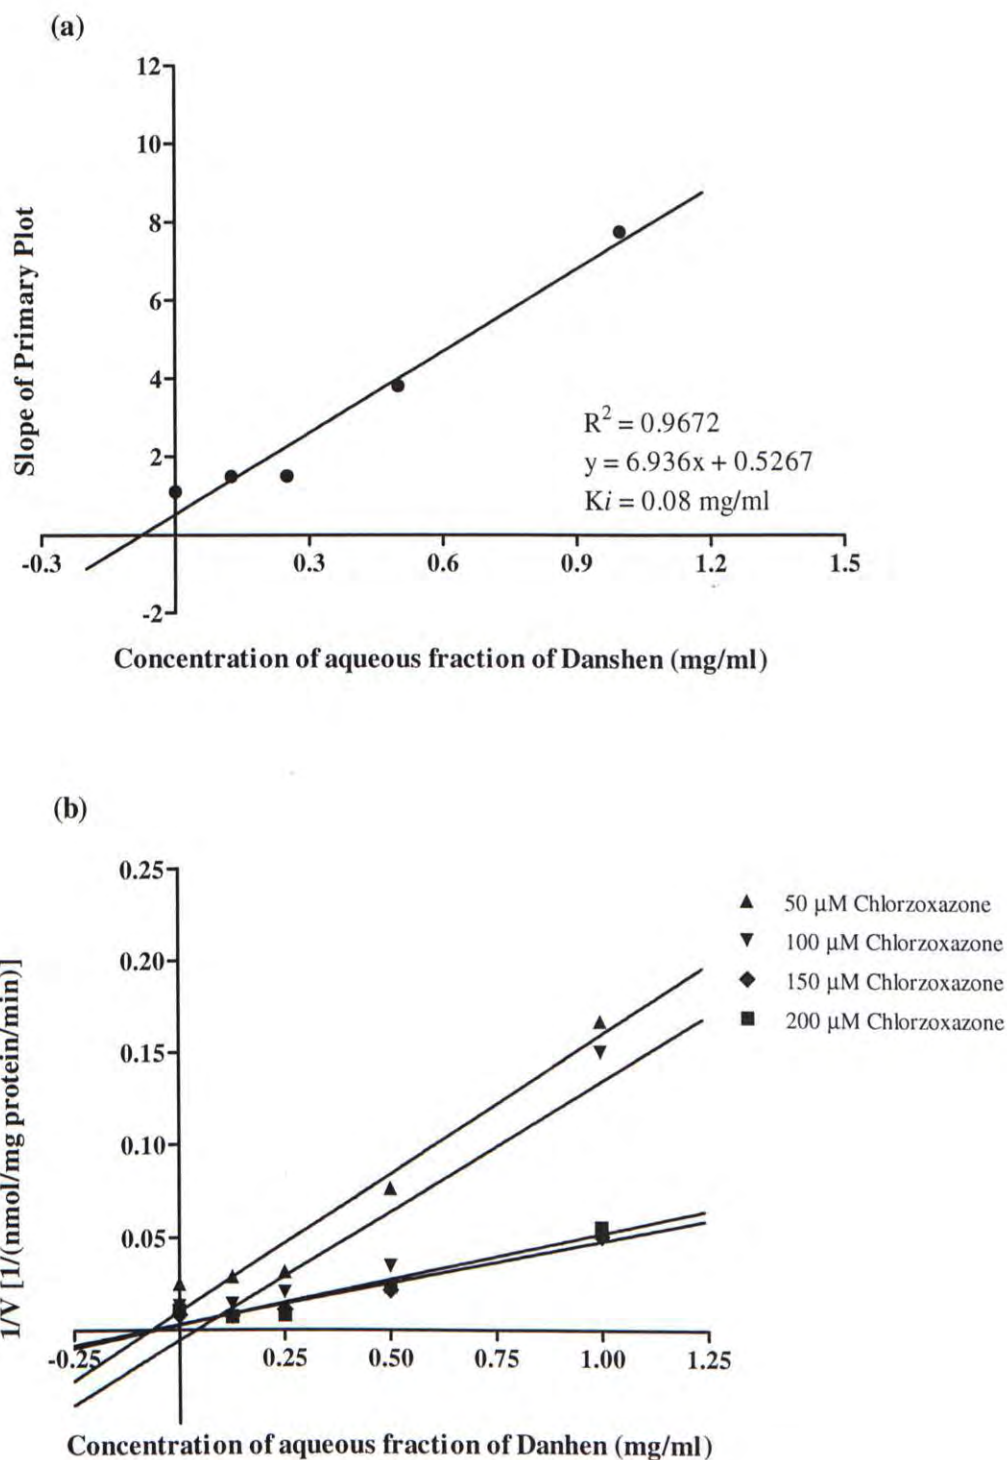 (a)
12
10
8
6
4
2
-2
-0.3
0.3
0.6
0.9
1.2
1.5
Slope of Primary Plot
R² = 0.9672
y = 6.936x + 0.5267
Ki = 0.08 mg/ml
Concentration of aqueous fraction of Danshen (mg/ml)
(b)
0.25
0.20
0.15
0.10
0.05
-0.25
0.25
0.50
0.75
1.00
1.25
1/V [1/(nmol/mg protein/min)]
50 µM Chlorzoxazone
100 µM Chlorzoxazone
150 µM Chlorzoxazone
200 µM Chlorzoxazone
Concentration of aqueous fraction of Danhen (mg/ml)